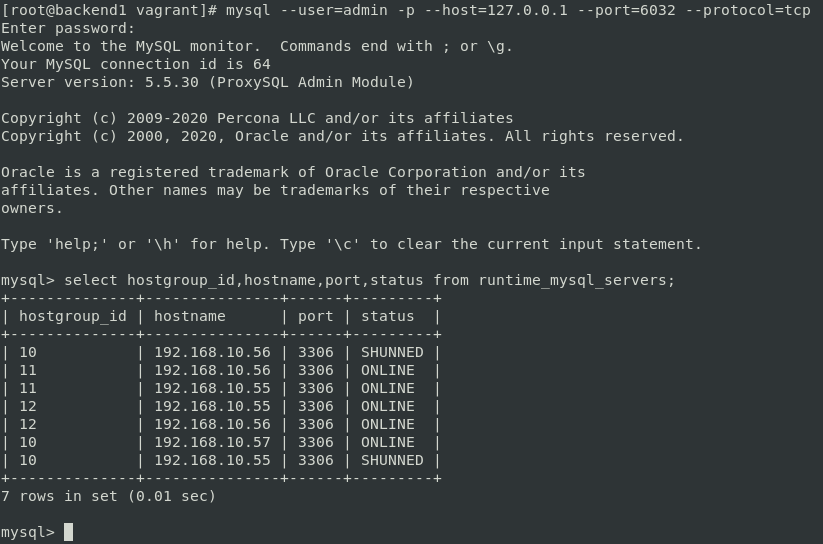 [root@backend1 vagrant]# mysql --user=admin -p --host=127.0.0.1 --port=6032 --protocol=tcp
Enter password:
Welcome to the MySQL monitor.  Commands end with ; or \g.
Your MySQL connection id is 64
Server version: 5.5.30 (ProxySQL Admin Module)
Copyright (c) 2009-2020 Percona LLC and/or its affiliates
Copyright (c) 2000, 2020, Oracle and/or its affiliates. All rights reserved.
Oracle is a registered trademark of Oracle Corporation and/or its
affiliates. Other names may be trademarks of their respective
owners.
Type 'help;' or '\h' for help. Type '\c' to clear the current input statement.
mysql> select hostgroup_id,hostname,port,status from runtime_mysql_servers;
+--------------+---------------+------+---------+
| hostgroup_id | hostname      | port | status  |
+--------------+---------------+------+---------+
| 10           | 192.168.10.56 | 3306 | SHUNNED |
| 11           | 192.168.10.56 | 3306 | ONLINE  |
| 11           | 192.168.10.55 | 3306 | ONLINE  |
| 12           | 192.168.10.55 | 3306 | ONLINE  |
| 12           | 192.168.10.56 | 3306 | ONLINE  |
| 10           | 192.168.10.57 | 3306 | ONLINE  |
| 10           | 192.168.10.55 | 3306 | SHUNNED |
+--------------+---------------+------+---------+
7 rows in set (0.01 sec)
mysql>